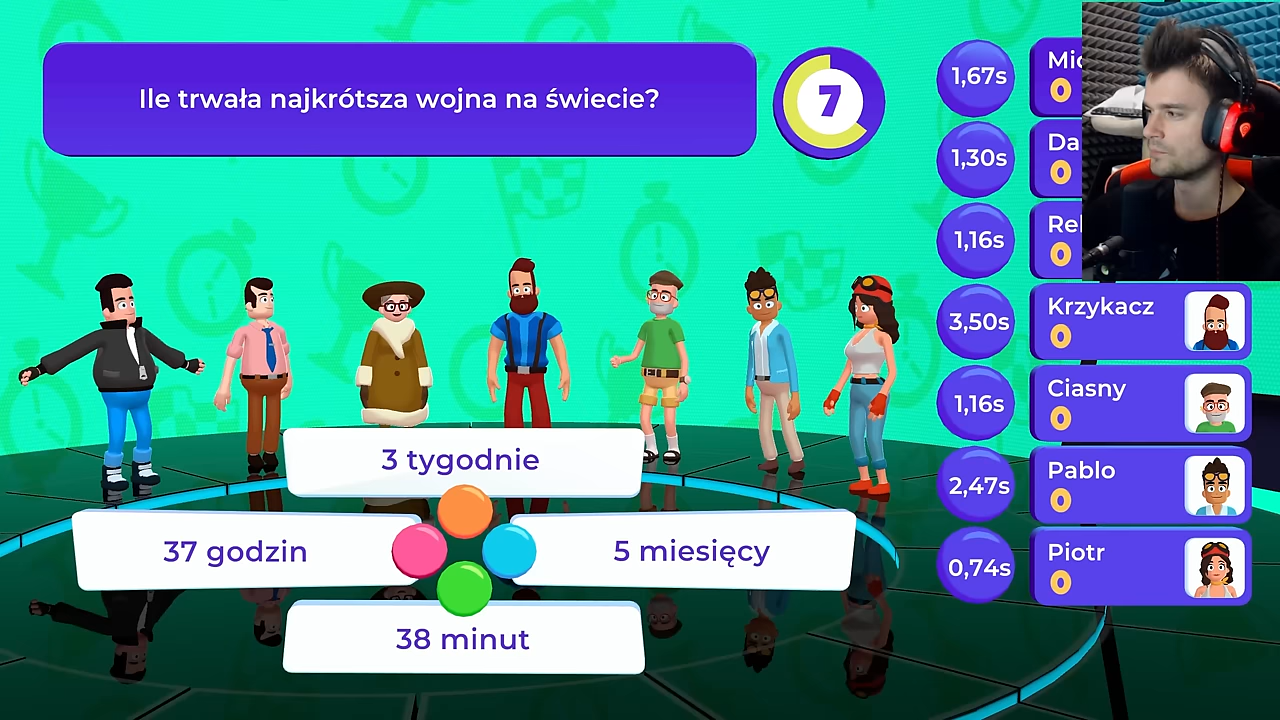 Ile trwała najkrótsza wojna na świecie?
7
1,67s
0
1,30s
0
1,16s
0
3,50s
Krzykacz
0
1,16s
Ciasny
0
2,47s
Pablo
0
0,74s
Piotr
0
3 tygodnie
37 godzin
5 miesięcy
38 minut